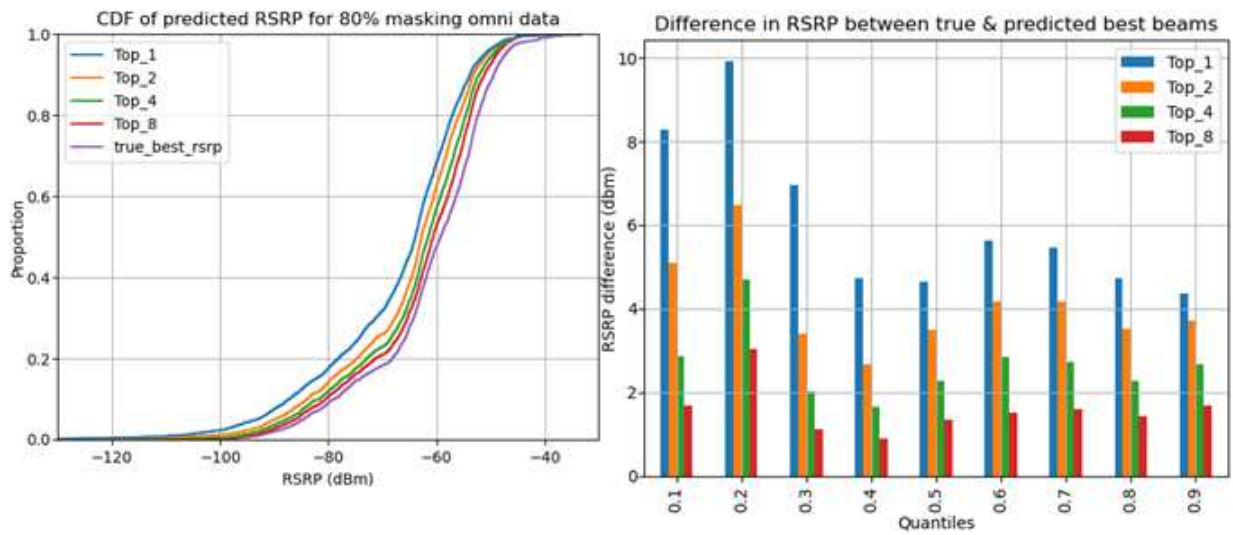 CDF of predicted RSRP for 80% masking omni data
1.0
0.8
0.6
0.4
0.2
0.0
Proportion
Top_1
Top_2
Top_4
Top_8
true_best_rsrp
−120
−100
−80
−60
−40
RSRP (dBm)
Difference in RSRP between true & predicted best beams
10
8
6
4
2
0
RSRP difference (dbm)
Top_1
Top_2
Top_4
Top_8
0.1
0.2
0.3
0.4
0.5
0.6
0.7
0.8
0.9
Quantiles